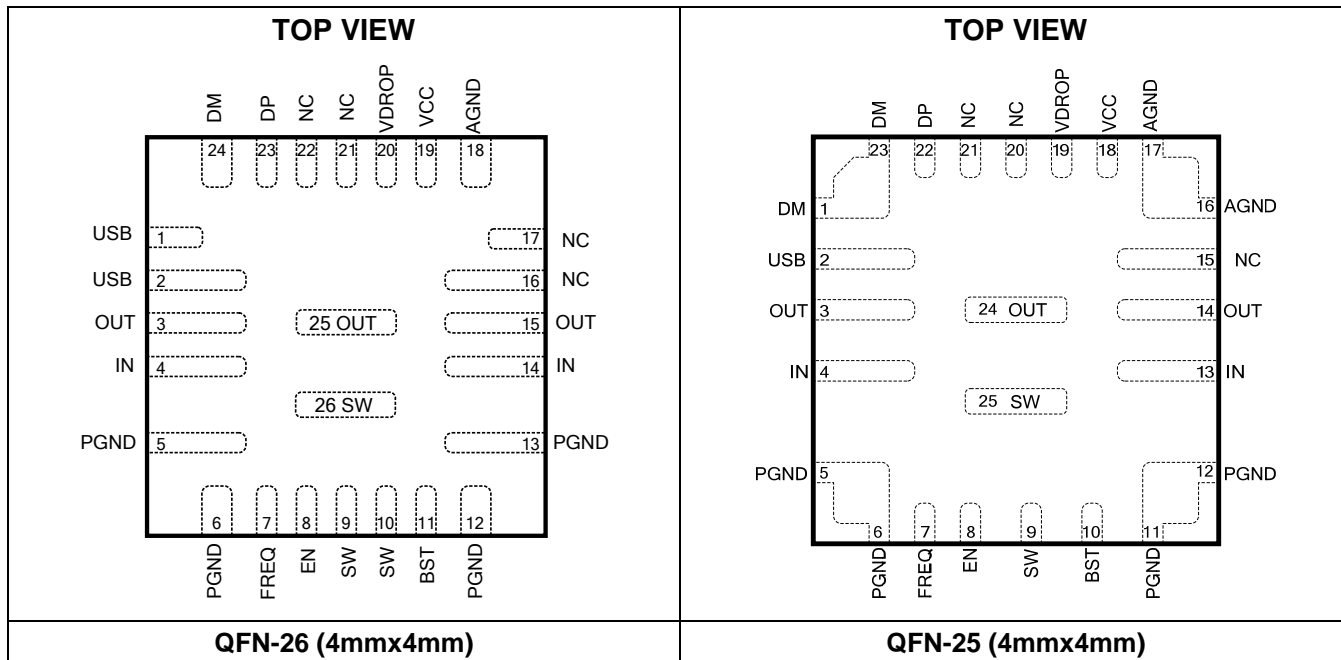 TOP VIEW
DM DP NC NC VDROP VCC AGND
24 23 22 21 20 19 18
USB 1 17 NC
USB 2 16 NC
OUT 3 25 OUT 15 OUT
IN 4 14 IN
26 SW
PGND 5 13 PGND
6 7 8 9 10 11 12
PGND FREQ EN SW SW BST PGND
QFN-26 (4mmx4mm)
TOP VIEW
DM DP NC NC VDROP VCC AGND
23 22 21 20 19 18 17
DM 1 16 AGND
USB 2 15 NC
OUT 3 24 OUT 14 OUT
IN 4 13 IN
25 SW
PGND 5 12 PGND
6 7 8 9 10 11
PGND FREQ EN SW BST PGND
QFN-25 (4mmx4mm)